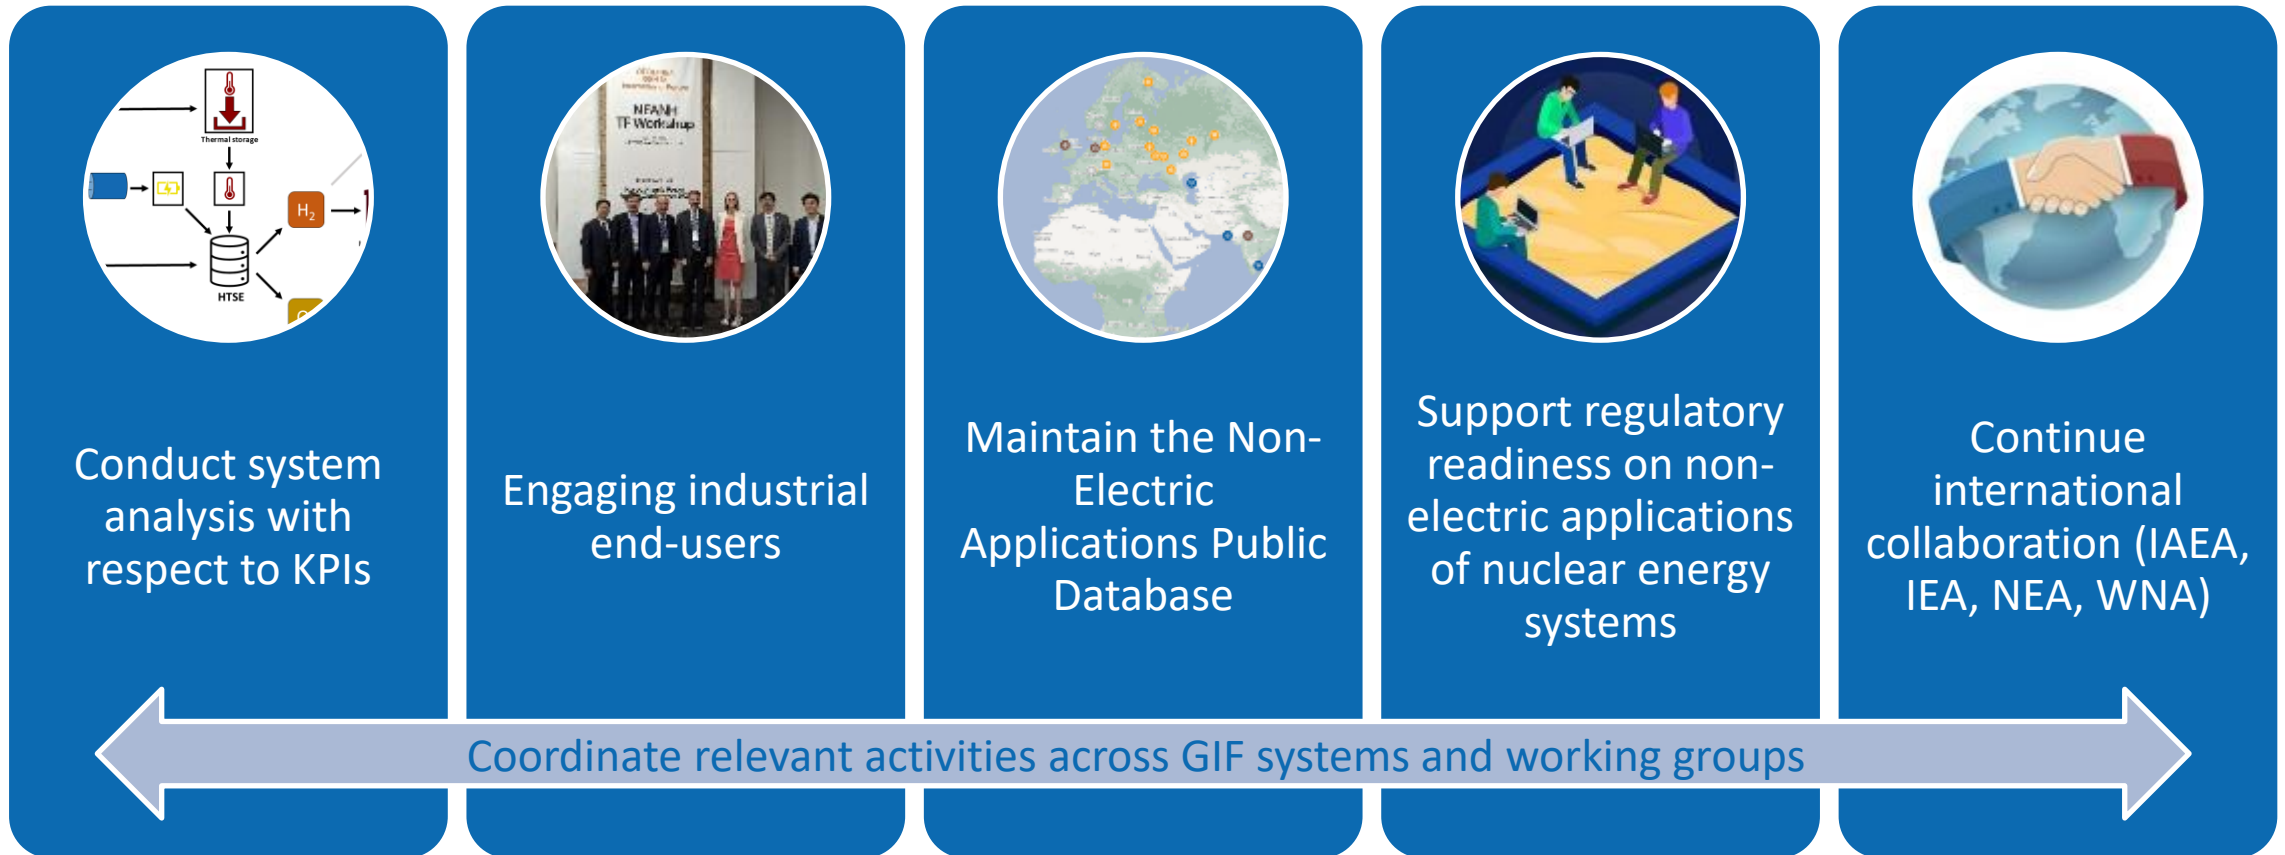 Thermal storage
H2
HTSE
NEANH
TF Workshop
Conduct system
analysis with
respect to KPIs
Engaging industrial
end-users
Maintain the Non-
Electric
Applications Public
Database
Support regulatory
readiness on non-
electric applications
of nuclear energy
systems
Continue
international
collaboration (IAEA,
IEA, NEA, WNA)
Coordinate relevant activities across GIF systems and working groups